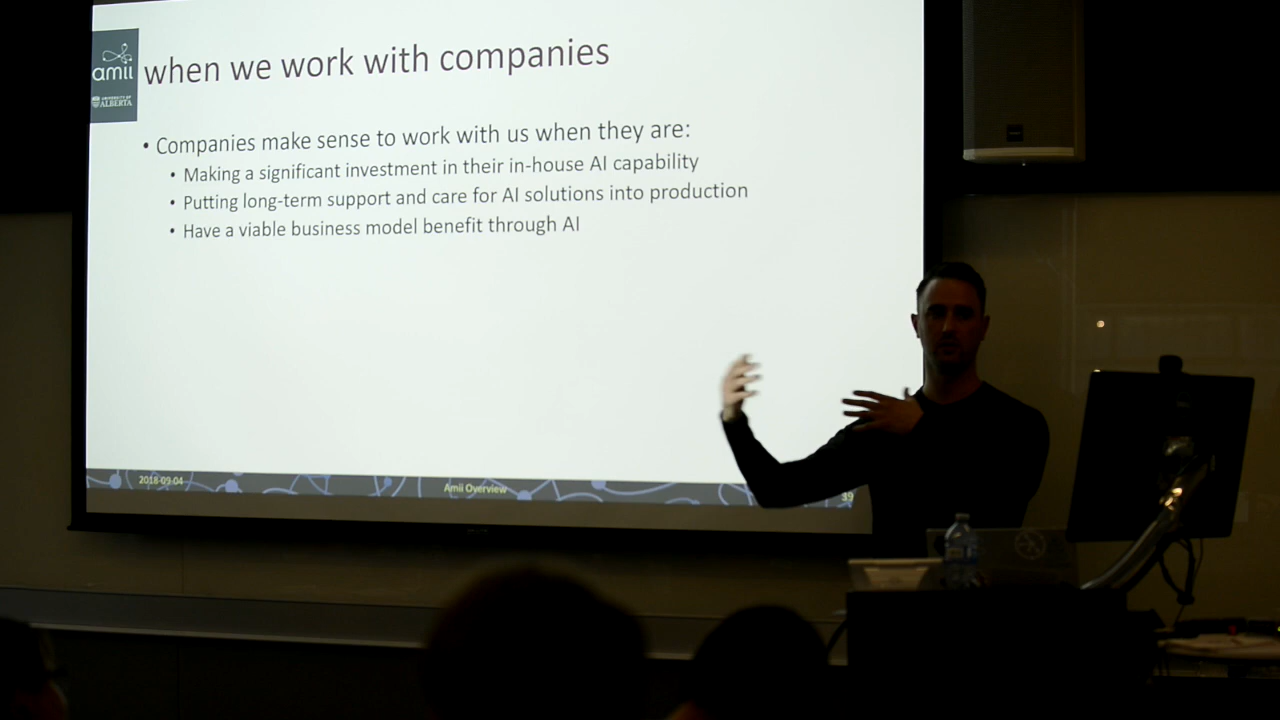 amii
UNIVERSITY OF
ALBERTA
when we work with companies
• Companies make sense to work with us when they are:
• Making a significant investment in their in-house AI capability
• Putting long-term support and care for AI solutions into production
• Have a viable business model benefit through AI
2018-09-04
Amii Overview
39